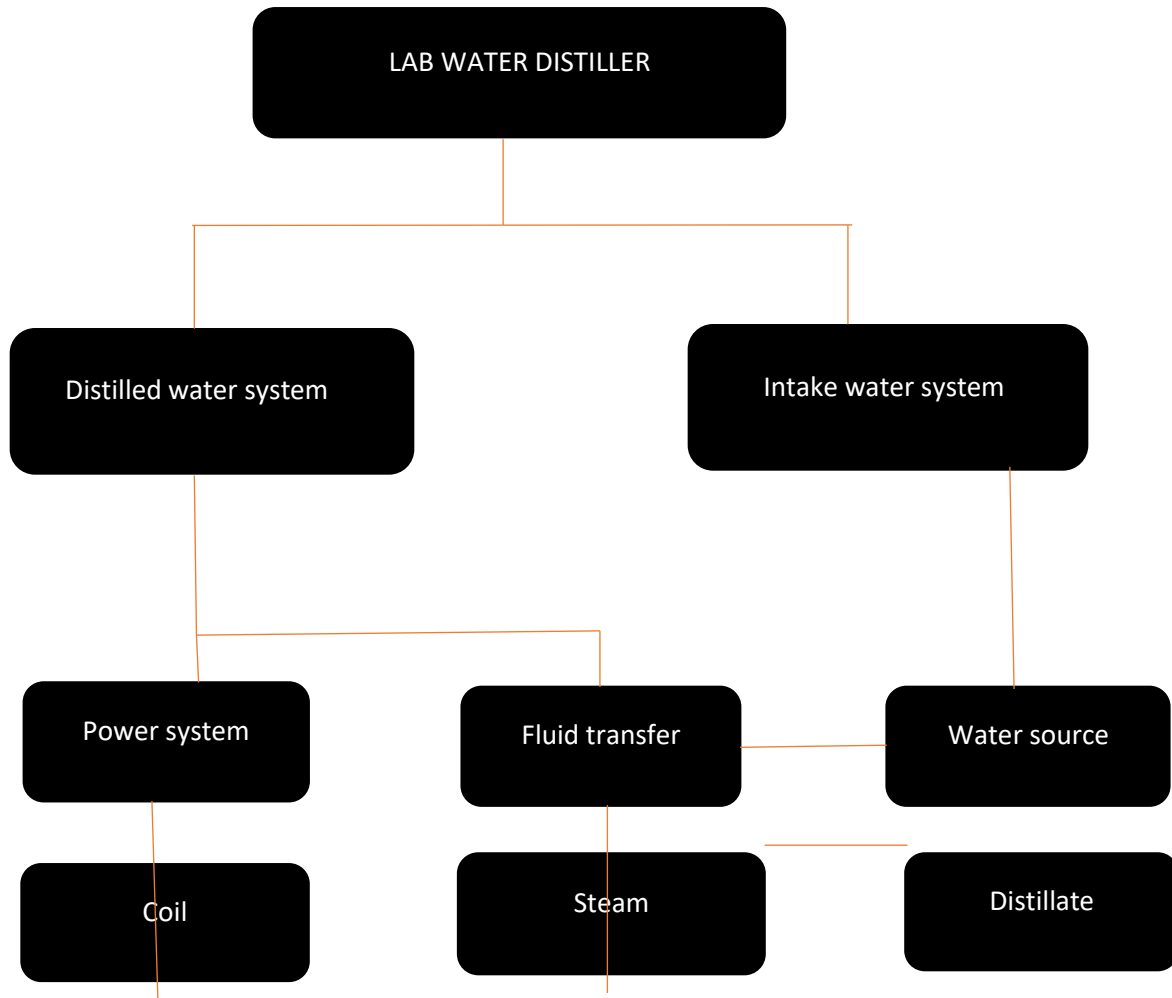 LAB WATER DISTILLER
Distilled water system
Intake water system
Power system
Fluid transfer
Water source
Coil
Steam
Distillate